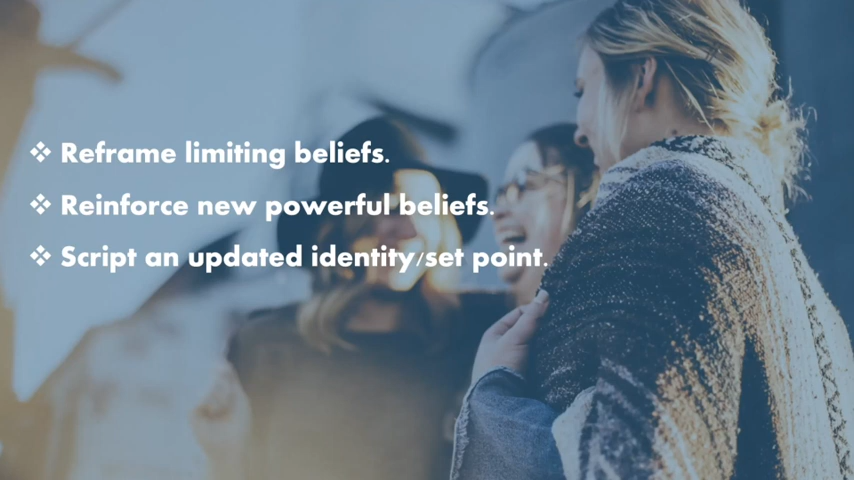 ❖ Reframe limiting beliefs.
❖ Reinforce new powerful beliefs.
❖ Script an updated identity/set point.